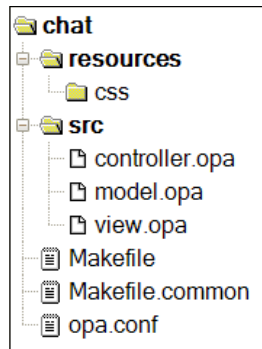 chat
resources
css
src
controller.opa
model.opa
view.opa
Makefile
Makefile.common
opa.conf